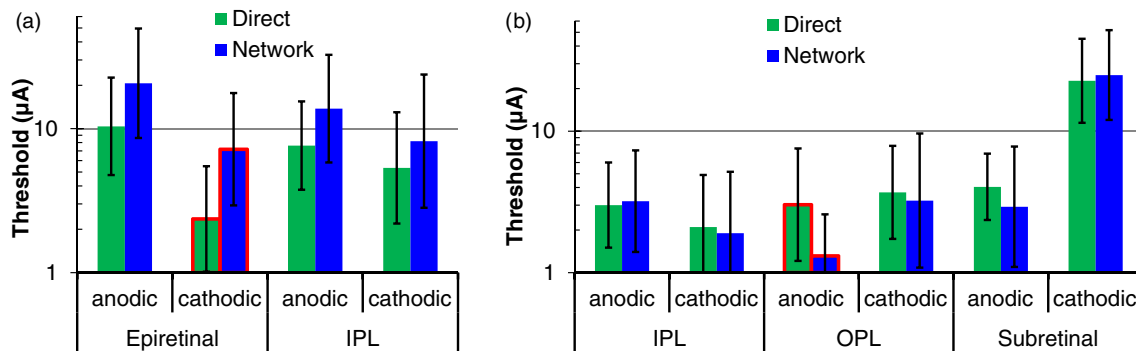 (a)
Direct
Network
Threshold (µA)
10
1
anodic cathodic anodic cathodic
Epiretinal IPL
(b)
Direct
Network
Threshold (µA)
10
1
anodic cathodic anodic cathodic anodic cathodic
IPL OPL Subretinal